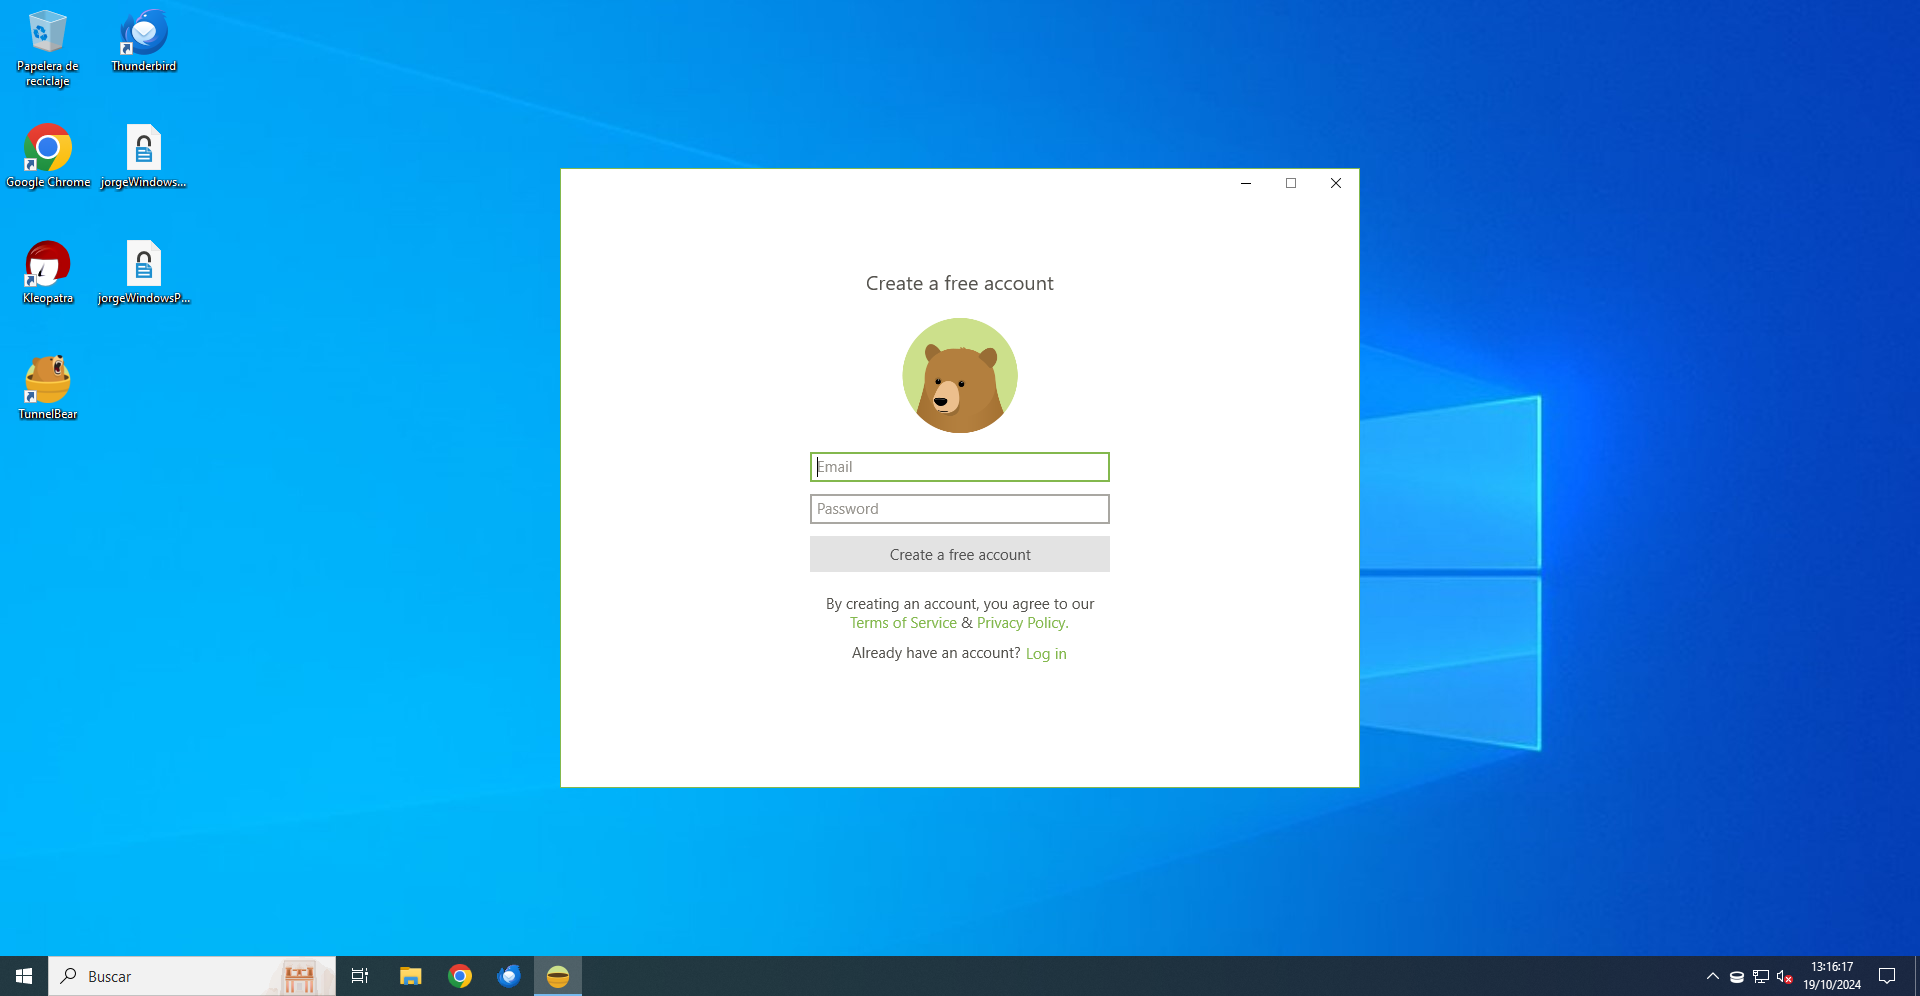 Papelera de
reciclaje
Thunderbird
Google Chrome
jorgeWindows...
Kleopatra
jorgeWindowsP...
TunnelBear
Create a free account
Email
Password
Create a free account
By creating an account, you agree to our
Terms of Service & Privacy Policy.
Already have an account? Log in
Buscar
13:16:17
19/10/2024